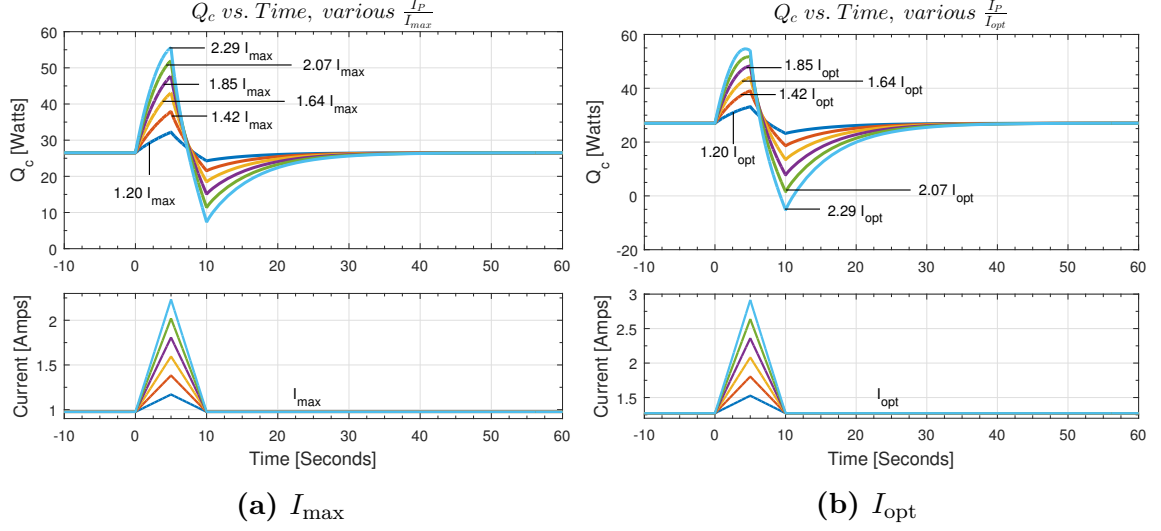 Q_c vs. Time, various I_P/I_max
60
50
40
30
20
10
0
Q_c [Watts]
2.29 I_max
2.07 I_max
1.85 I_max
1.64 I_max
1.42 I_max
1.20 I_max
-10 0 10 20 30 40 50 60
2
1.5
1
Current [Amps]
I_max
-10 0 10 20 30 40 50 60
Time [Seconds]
(a) I_max
Q_c vs. Time, various I_P/I_opt
60
40
20
0
-20
Q_c [Watts]
1.85 I_opt
1.64 I_opt
1.42 I_opt
1.20 I_opt
2.07 I_opt
2.29 I_opt
-10 0 10 20 30 40 50 60
3
2.5
2
1.5
Current [Amps]
I_opt
-10 0 10 20 30 40 50 60
Time [Seconds]
(b) I_opt